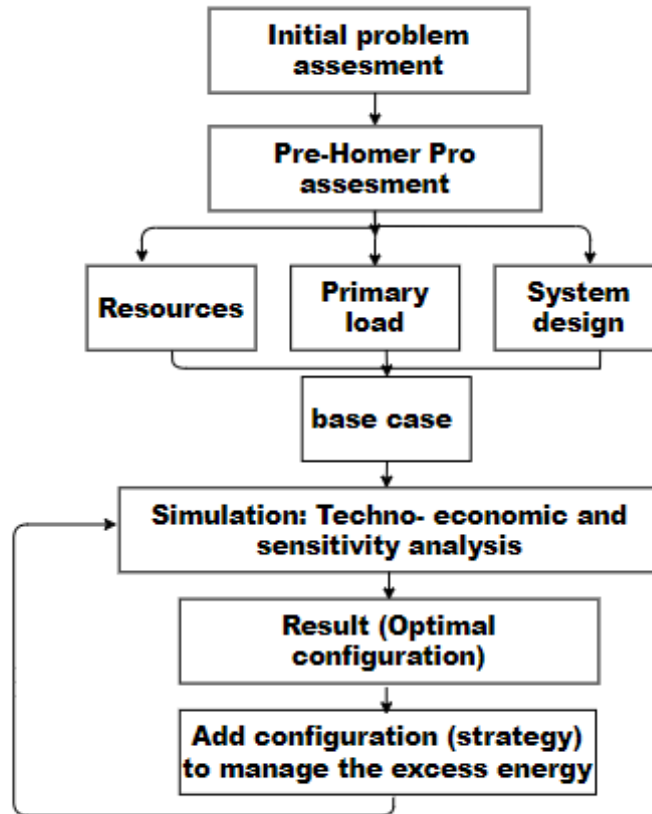 Initial problem
assesment
Pre-Homer Pro
assesment
Resources
Primary
load
System
design
base case
Simulation: Techno- economic and
sensitivity analysis
Result (Optimal
configuration)
Add configuration (strategy)
to manage the excess energy